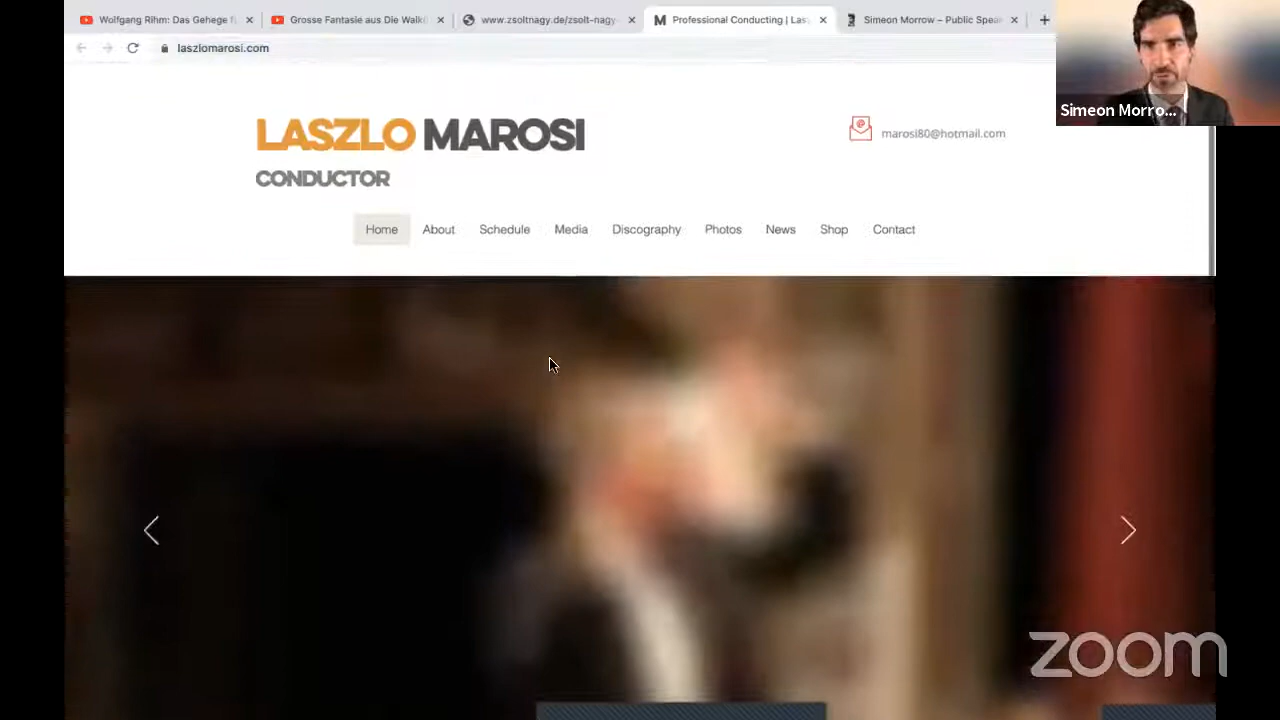 Wolfgang Rihm: Das Gehege f
Grosse Fantasie aus Die Walkü
www.zsoltnagy.de/zsolt-nagy-
Professional Conducting | Las
Simeon Morrow – Public Spea
laszlomarosi.com
LASZLO MAROSI
CONDUCTOR
marosi80@hotmail.com
Home About Schedule Media Discography Photos News Shop Contact
Simeon Morro...
zoom